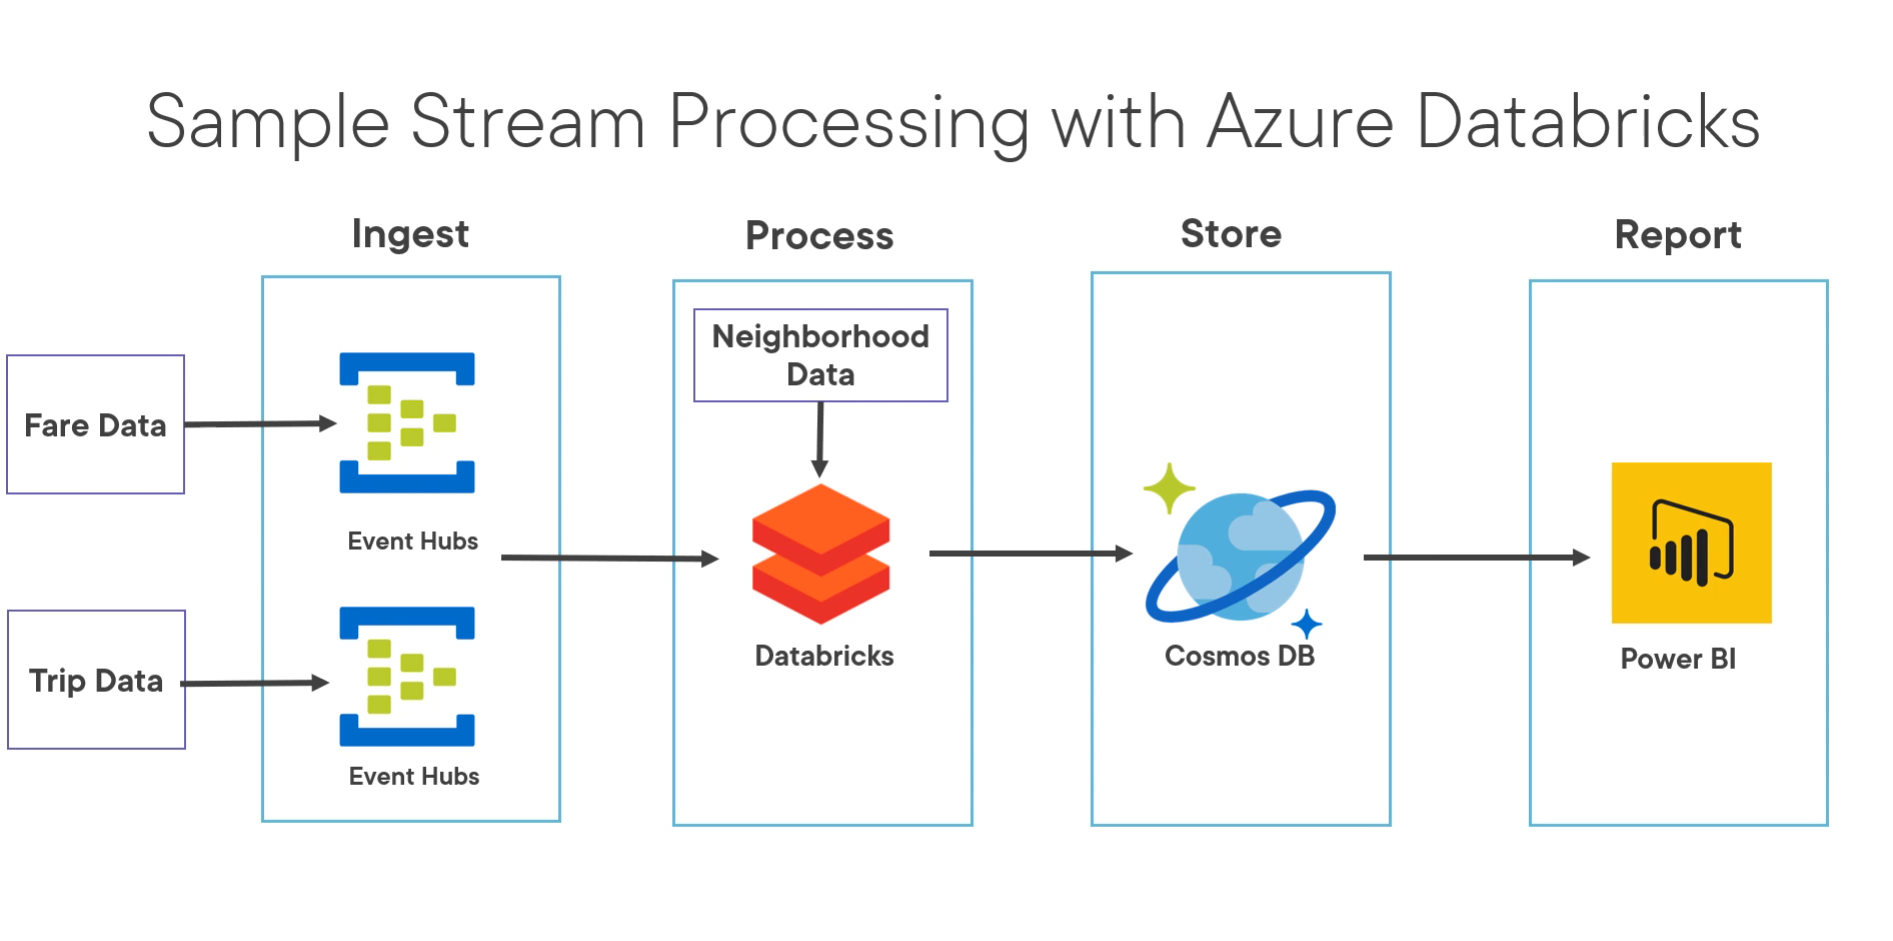 Sample Stream Processing with Azure Databricks
Ingest
Process
Store
Report
Fare Data
Trip Data
Event Hubs
Event Hubs
Neighborhood
Data
Databricks
Cosmos DB
Power BI